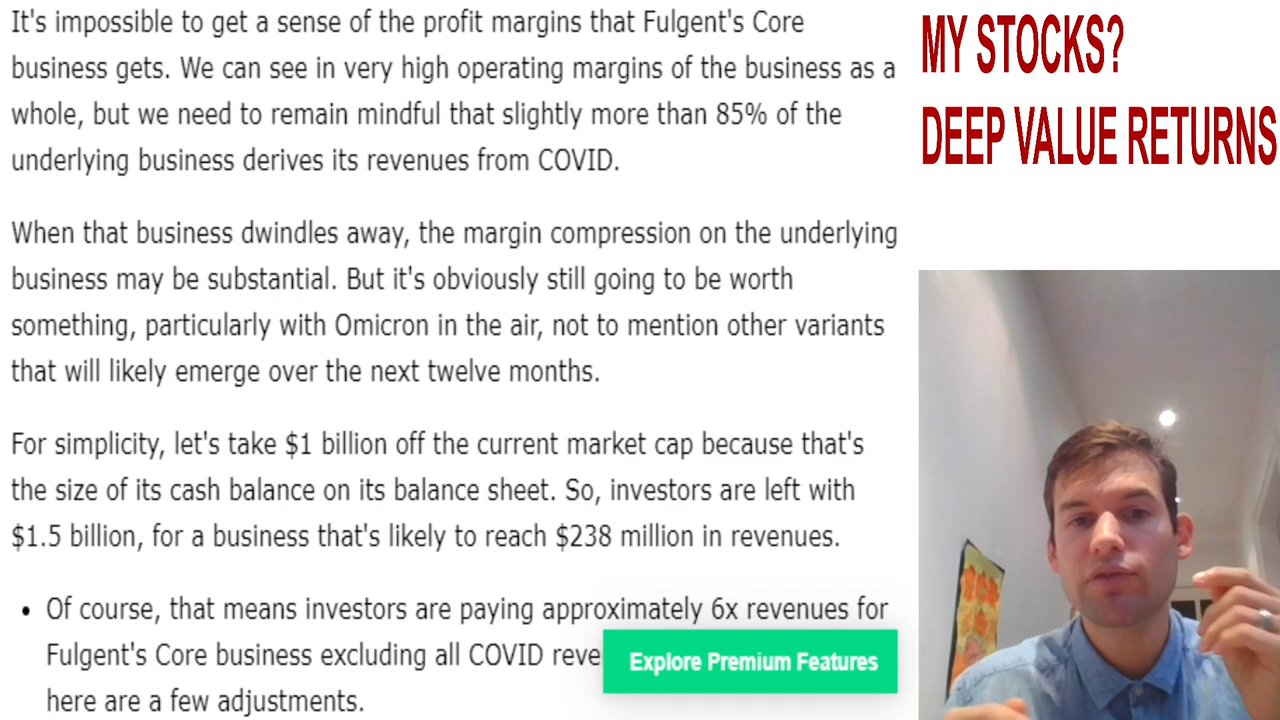 It's impossible to get a sense of the profit margins that Fulgent's Core
business gets. We can see in very high operating margins of the business as a
whole, but we need to remain mindful that slightly more than 85% of the
underlying business derives its revenues from COVID.
When that business dwindles away, the margin compression on the underlying
business may be substantial. But it's obviously still going to be worth
something, particularly with Omicron in the air, not to mention other variants
that will likely emerge over the next twelve months.
For simplicity, let's take $1 billion off the current market cap because that's
the size of its cash balance on its balance sheet. So, investors are left with
$1.5 billion, for a business that's likely to reach $238 million in revenues.
• Of course, that means investors are paying approximately 6x revenues for
Fulgent's Core business excluding all COVID reve
here are a few adjustments.
Explore Premium Features
MY STOCKS?
DEEP VALUE RETURNS